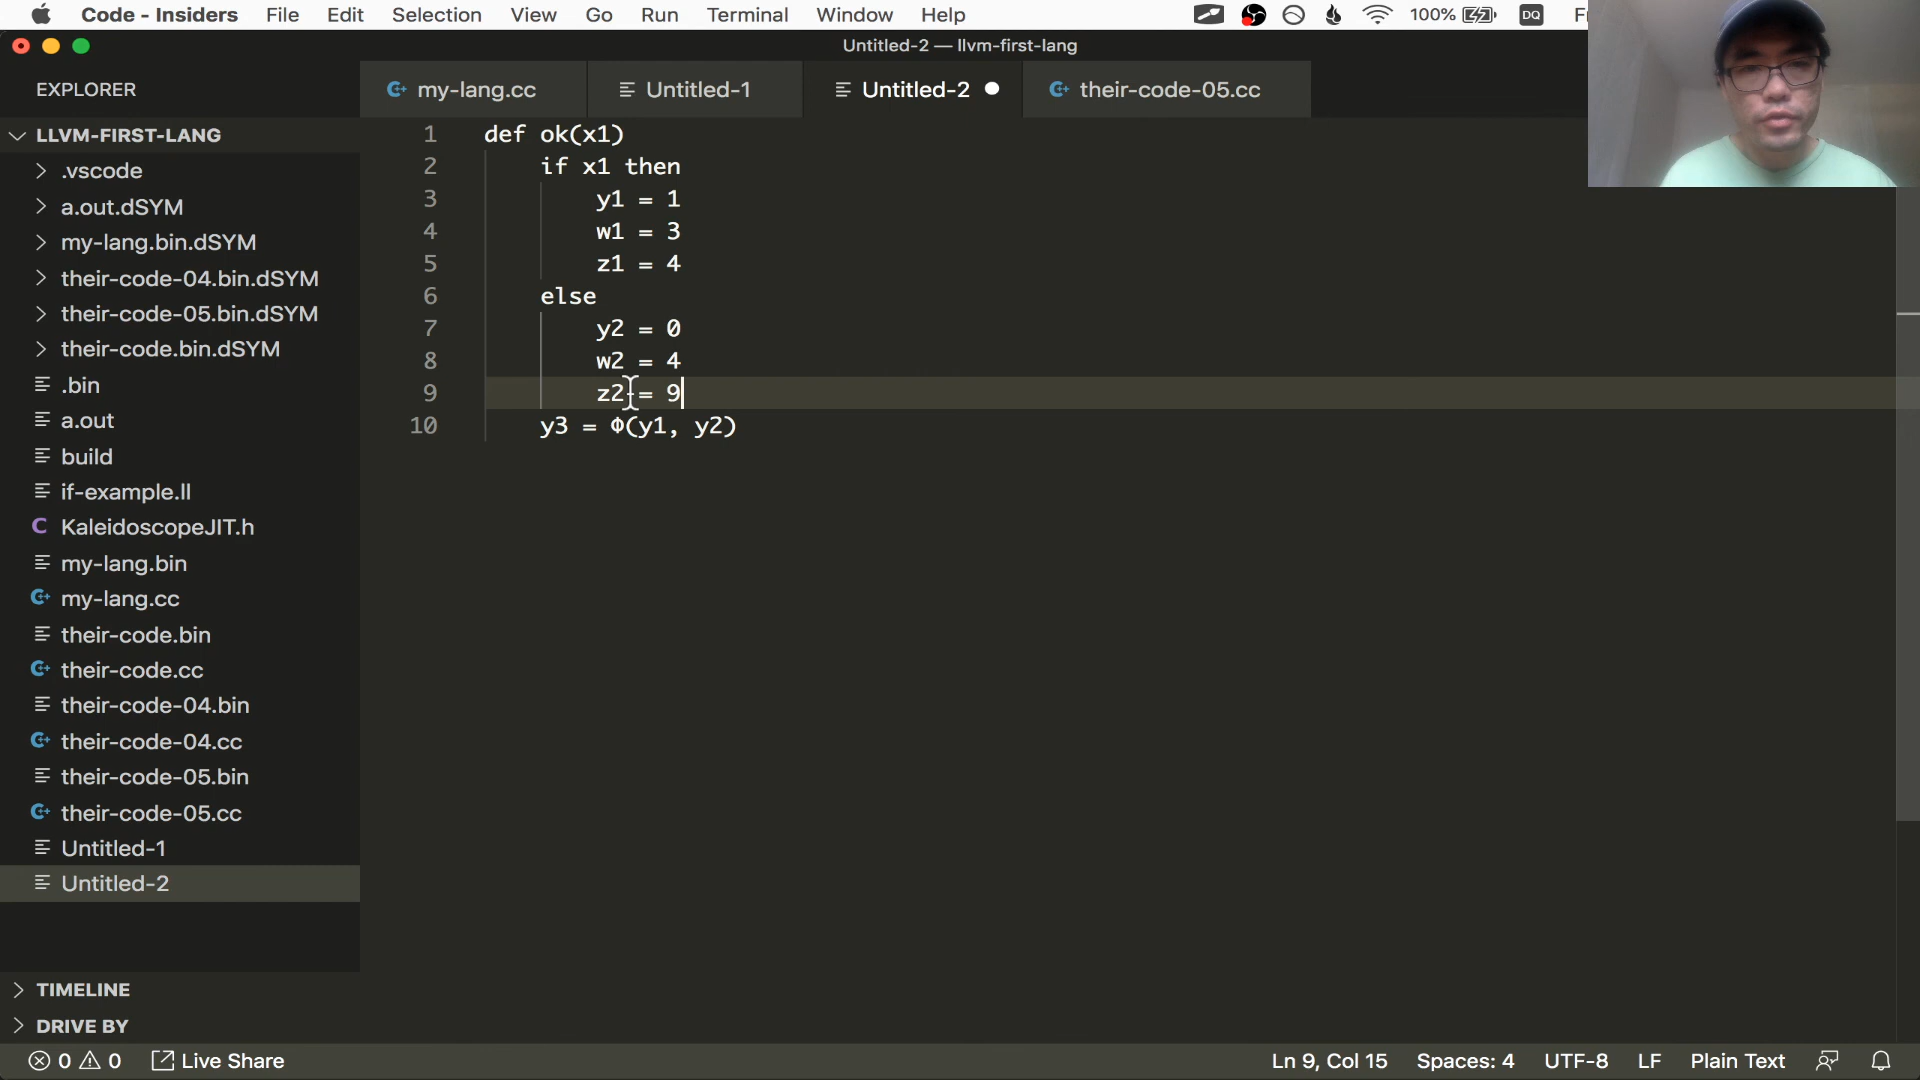 Code - Insiders File Edit Selection View Go Run Terminal Window Help 100% DQ
Untitled-2 — llvm-first-lang
EXPLORER
my-lang.cc Untitled-1 Untitled-2 their-code-05.cc
LLVM-FIRST-LANG
.vscode
a.out.dSYM
my-lang.bin.dSYM
their-code-04.bin.dSYM
their-code-05.bin.dSYM
their-code.bin.dSYM
.bin
a.out
build
if-example.ll
KaleidoscopeJIT.h
my-lang.bin
my-lang.cc
their-code.bin
their-code.cc
their-code-04.bin
their-code-04.cc
their-code-05.bin
their-code-05.cc
Untitled-1
Untitled-2
TIMELINE
DRIVE BY
1 def ok(x1)
2 if x1 then
3 y1 = 1
4 w1 = 3
5 z1 = 4
6 else
7 y2 = 0
8 w2 = 4
9 z2 = 9
10 y3 = Φ(y1, y2)
0 0 Live Share Ln 9, Col 15 Spaces: 4 UTF-8 LF Plain Text